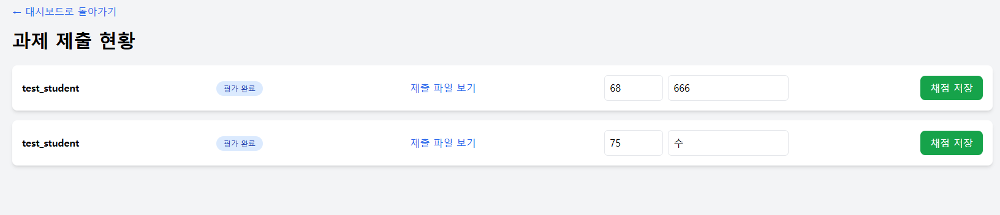 ← 대시보드로 돌아가기
과제 제출 현황
test_student 평가 완료 제출 파일 보기 68 666 채점 저장
test_student 평가 완료 제출 파일 보기 75 수 채점 저장